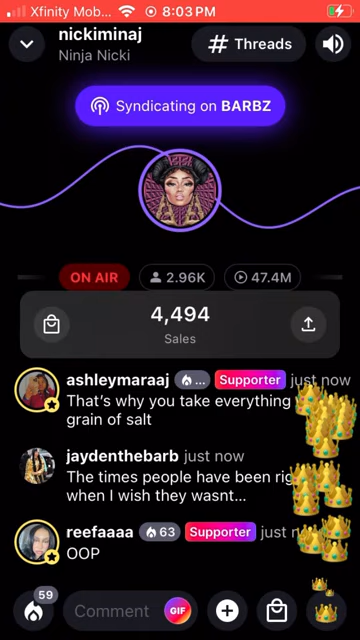 Xfinity Mob... 8:03 PM
nickiminaj
Ninja Nicki
# Threads
Syndicating on BARBZ
ON AIR 2.96K 47.4M
4,494
Sales
ashleymaraaj ... Supporter just now
That's why you take everything
grain of salt
jaydenthebarb just now
The times people have been rig
when I wish they wasnt...
reefaaaa 63 Supporter just n
OOP
59
Comment GIF